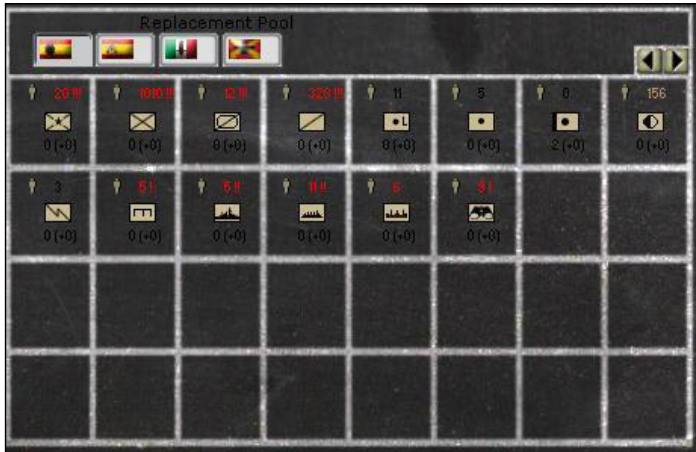 Replacement Pool
20 !!! 1010 !!! 12 !!! 328 !!! 11 5 0 156
L
0 (+0) 0 (+0) 0 (+0) 0 (+0) 0 (+0) 0 (+0) 2 (+0) 0 (+0)
3 5 ! 5 !! 11 !! 6 9 !
0 (+0) 0 (+0) 0 (+0) 0 (+0) 0 (+0) 0 (+0)